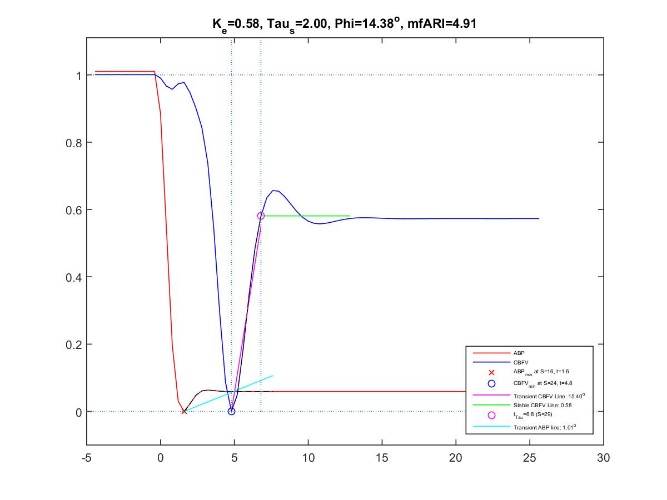 K_e=0.58, Tau_s=2.00, Phi=14.38°, mfARI=4.91
1
0.8
0.6
0.4
0.2
0
-5 0 5 10 15 20 25 30
ABP
CBFV
ABP_min at S=16, t=1.6
CBFV_min at S=24, t=4.8
Transient CBFV Line: 15.40°
Stable CBFV Line: 0.58
t_Tau=6.8 (S=29)
Transient ABP line: 1.01°